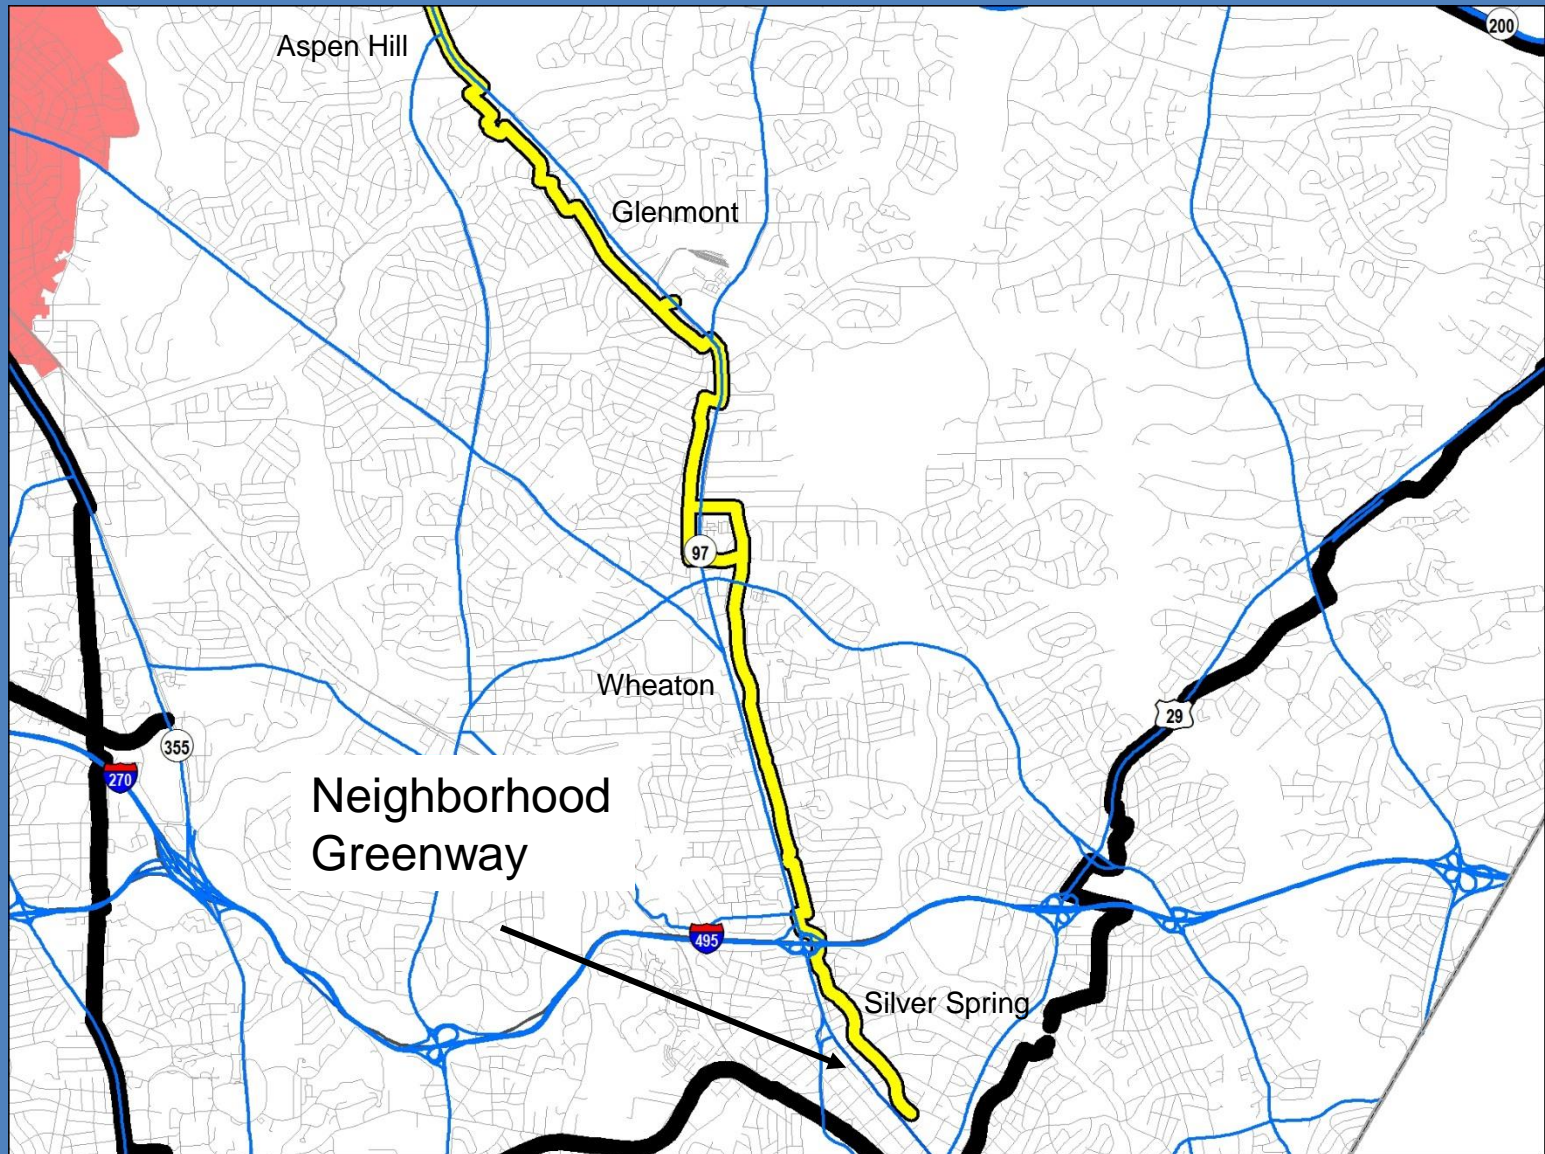 200
Aspen Hill
Glenmont
97
Wheaton
29
355
270
Neighborhood
Greenway
495
Silver Spring